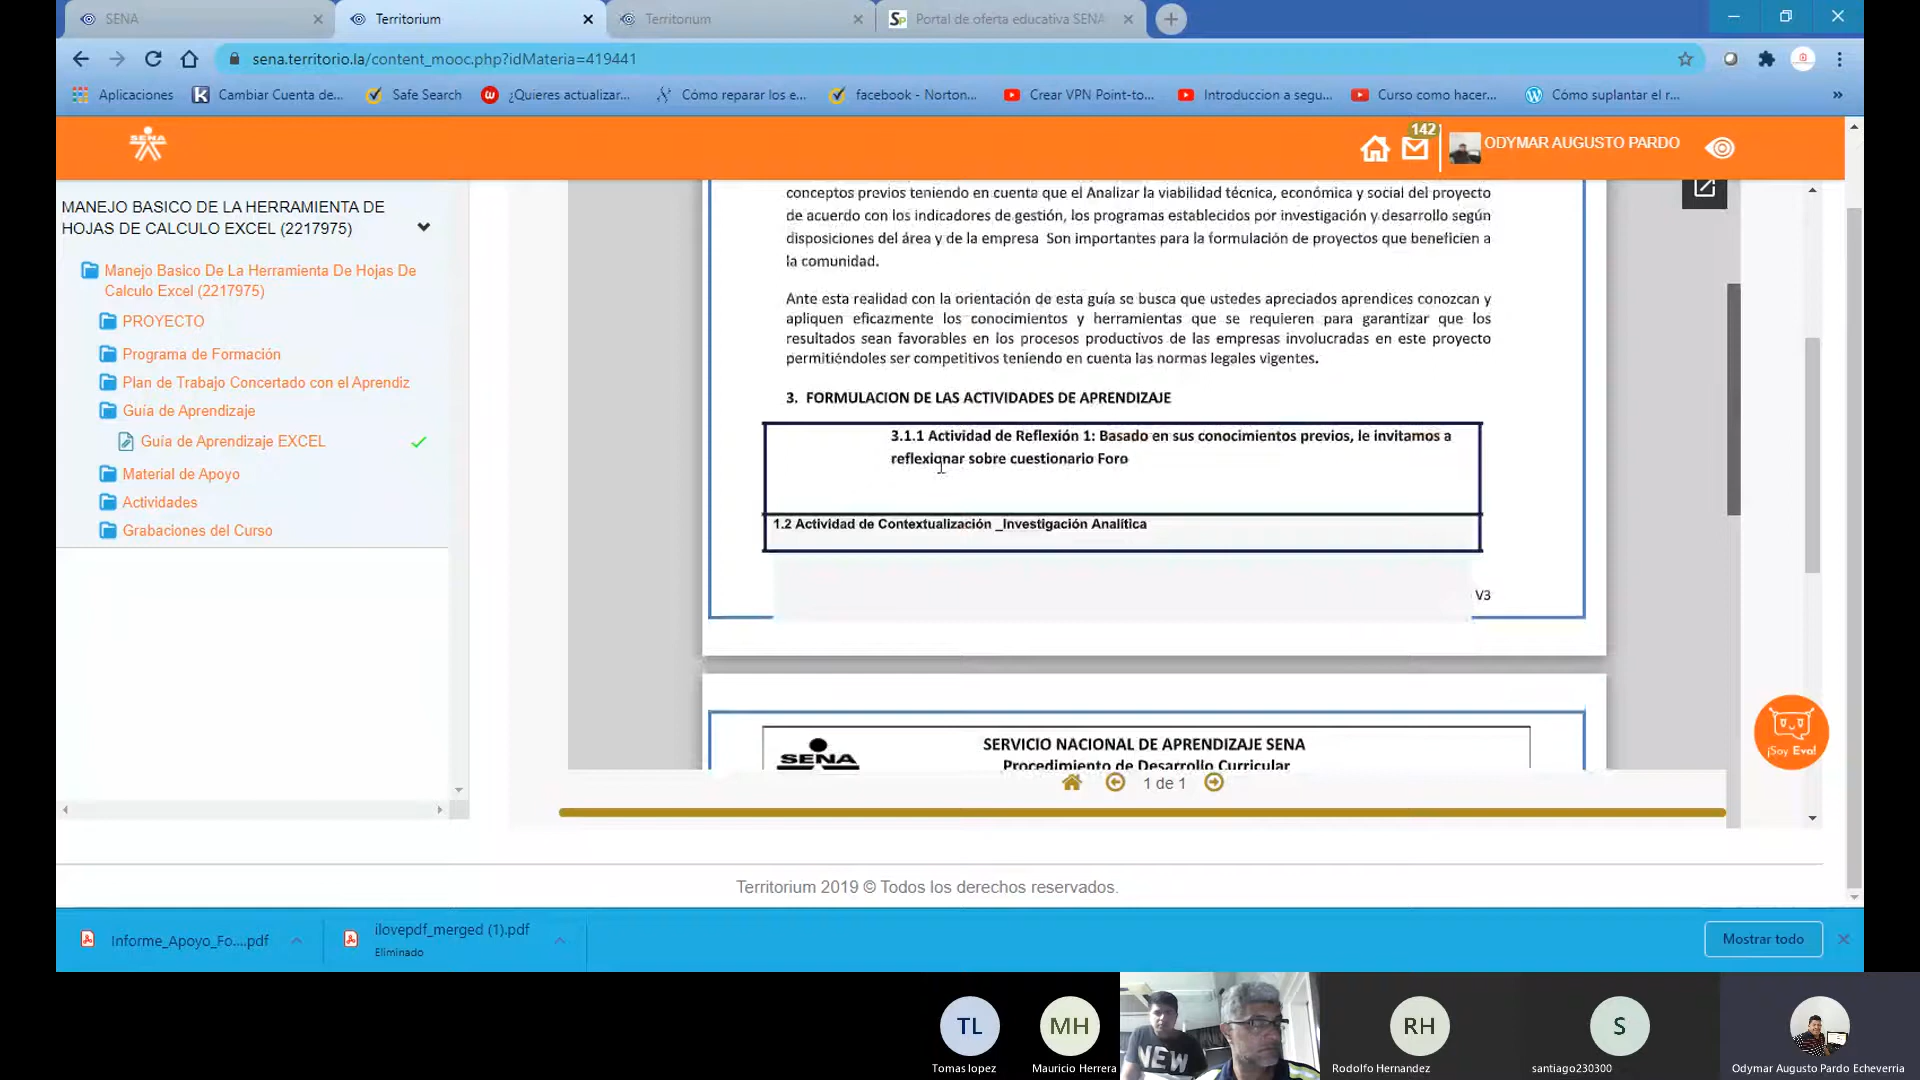 SENA
Territorium
Territorium
Portal de oferta educativa SENA
sena.territorio.la/content_mooc.php?idMateria=419441
Aplicaciones
Cambiar Cuenta de...
Safe Search
¿Quieres actualizar...
Cómo reparar los e...
facebook - Norton...
Crear VPN Point-to...
Introduccion a segu...
Curso como hacer...
Cómo suplantar el r...
»
SENA
142
ODYMAR AUGUSTO PARDO
MANEJO BASICO DE LA HERRAMIENTA DE
HOJAS DE CALCULO EXCEL (2217975)
Manejo Basico De La Herramienta De Hojas De
Calculo Excel (2217975)
PROYECTO
Programa de Formación
Plan de Trabajo Concertado con el Aprendiz
Guía de Aprendizaje
Guía de Aprendizaje EXCEL
Material de Apoyo
Actividades
Grabaciones del Curso
conceptos previos teniendo en cuenta que el Analizar la viabilidad técnica, económica y social del proyecto
de acuerdo con los indicadores de gestión, los programas establecidos por investigación y desarrollo según
disposiciones del área y de la empresa Son importantes para la formulación de proyectos que beneficien a
la comunidad.
Ante esta realidad con la orientación de esta guía se busca que ustedes apreciados aprendices conozcan y
apliquen eficazmente los conocimientos y herramientas que se requieren para garantizar que los
resultados sean favorables en los procesos productivos de las empresas involucradas en este proyecto
permitiéndoles ser competitivos teniendo en cuenta las normas legales vigentes.
3. FORMULACION DE LAS ACTIVIDADES DE APRENDIZAJE
3.1.1 Actividad de Reflexión 1: Basado en sus conocimientos previos, le invitamos a
reflexionar sobre cuestionario Foro
1.2 Actividad de Contextualización _Investigación Analítica
V3
SENA
SERVICIO NACIONAL DE APRENDIZAJE SENA
Procedimiento de Desarrollo Curricular
1 de 1
¡Soy Eva!
Territorium 2019 © Todos los derechos reservados.
Informe_Apoyo_Fo....pdf
ilovepdf_merged (1).pdf
Eliminado
Mostrar todo
TL
MH
NEW
RH
S
Tomas lopez
Mauricio Herrera
Rodolfo Hernandez
santiago230300
Odymar Augusto Pardo Echeverria